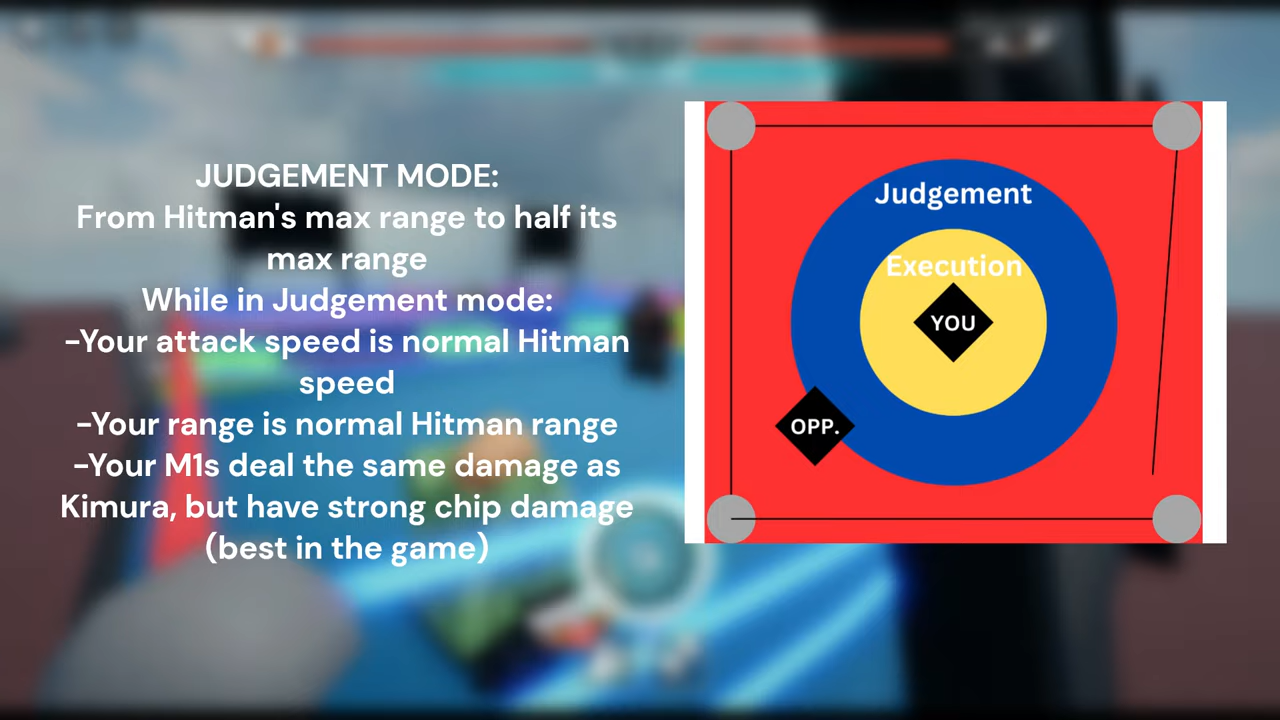 JUDGEMENT MODE:
From Hitman's max range to half its
max range
While in Judgement mode:
-Your attack speed is normal Hitman
speed
-Your range is normal Hitman range
-Your M1s deal the same damage as
Kimura, but have strong chip damage
(best in the game)
Judgement
Execution
YOU
OPP.